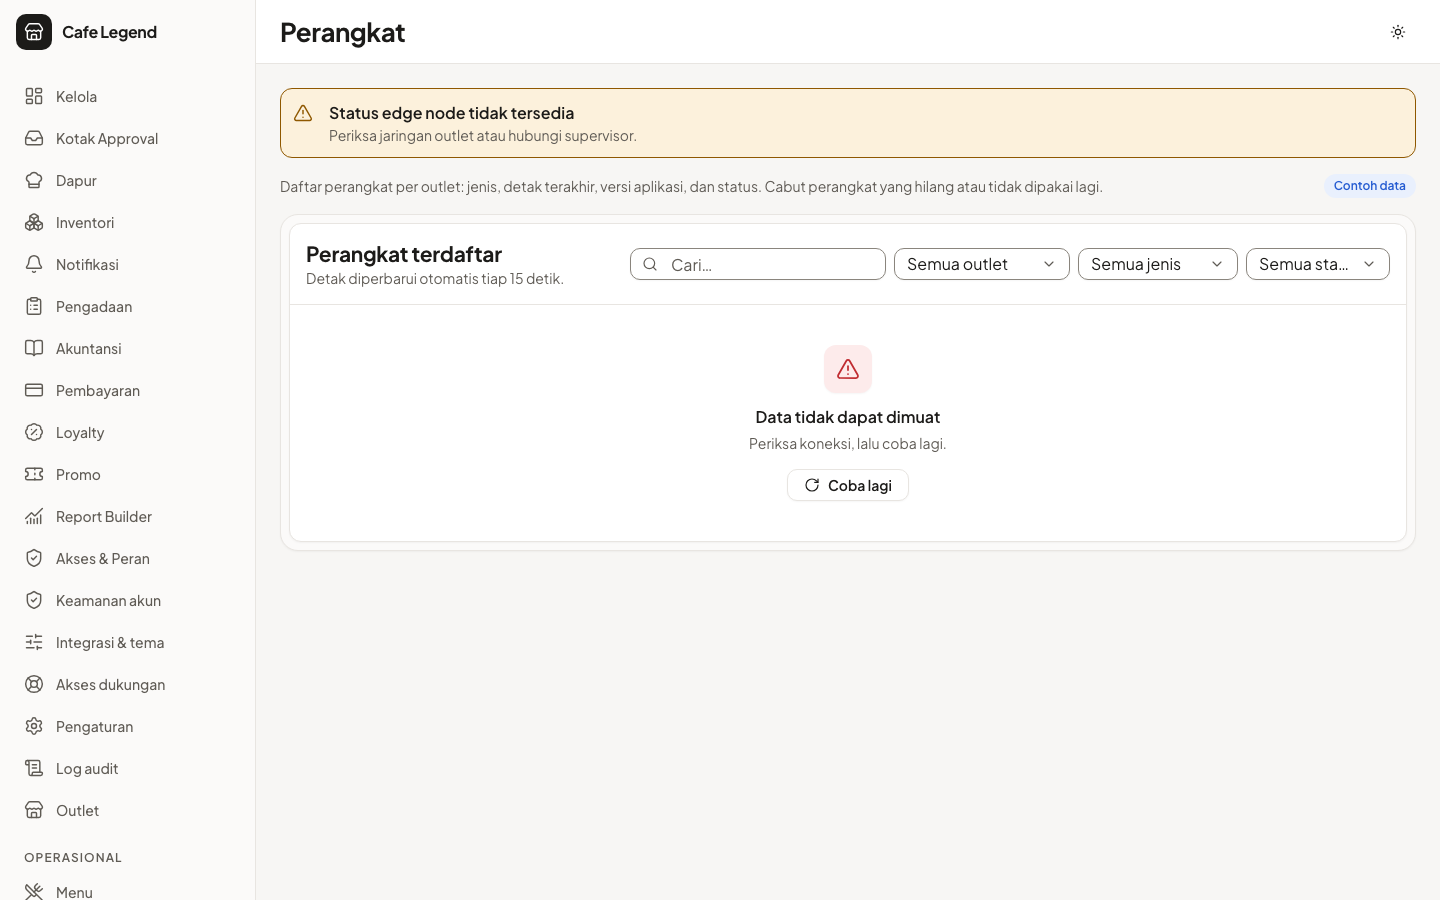 Cafe Legend
Perangkat
Kelola
Kotak Approval
Dapur
Inventori
Notifikasi
Pengadaan
Akuntansi
Pembayaran
Loyalty
Promo
Report Builder
Akses & Peran
Keamanan akun
Integrasi & tema
Akses dukungan
Pengaturan
Log audit
Outlet
OPERASIONAL
Menu
Status edge node tidak tersedia
Periksa jaringan outlet atau hubungi supervisor.
Daftar perangkat per outlet: jenis, detak terakhir, versi aplikasi, dan status. Cabut perangkat yang hilang atau tidak dipakai lagi.
Contoh data
Perangkat terdaftar
Detak diperbarui otomatis tiap 15 detik.
Cari...
Semua outlet
Semua jenis
Semua sta...
Data tidak dapat dimuat
Periksa koneksi, lalu coba lagi.
Coba lagi